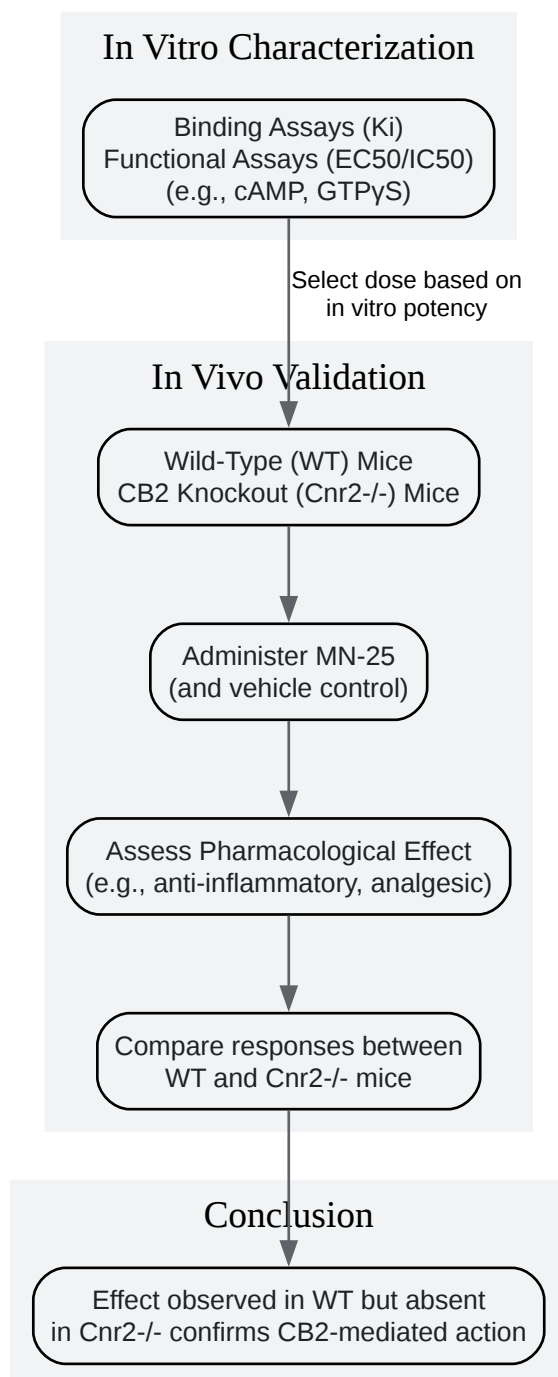 In Vitro Characterization
Binding Assays (Ki)
Functional Assays (EC50/IC50)
(e.g., cAMP, GTPγS)
Select dose based on
in vitro potency
In Vivo Validation
Wild-Type (WT) Mice
CB2 Knockout (Cnr2-/-) Mice
Administer MN-25
(and vehicle control)
Assess Pharmacological Effect
(e.g., anti-inflammatory, analgesic)
Compare responses between
WT and Cnr2-/- mice
Conclusion
Effect observed in WT but absent
in Cnr2-/- confirms CB2-mediated action